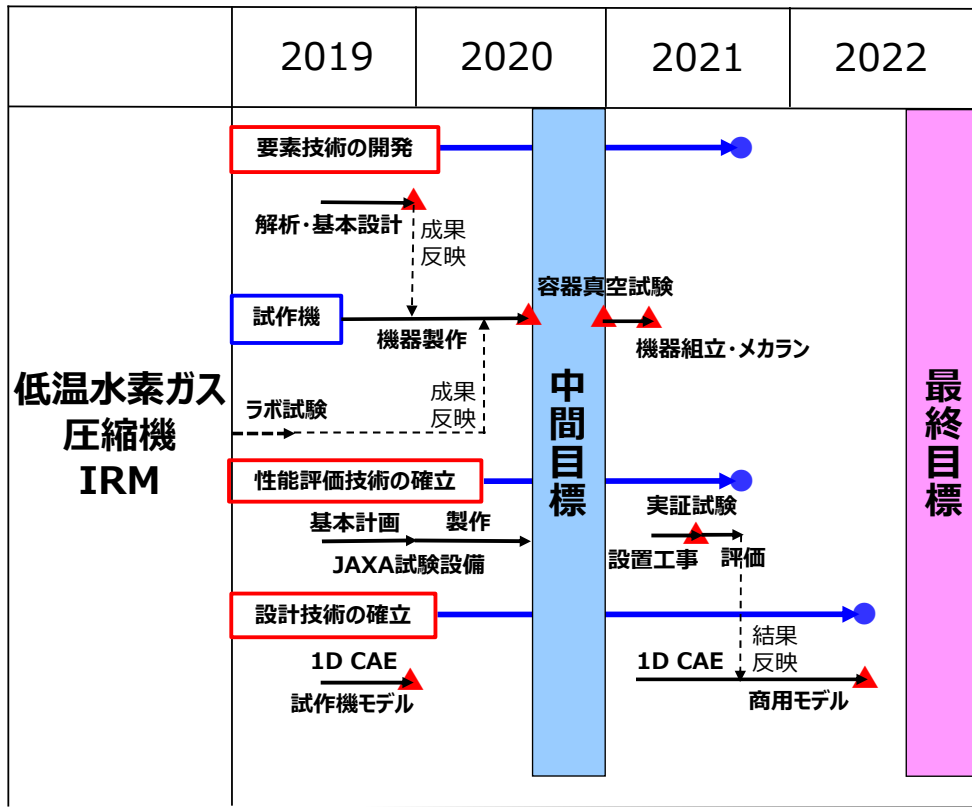 2019
2020
2021
2022
低温水素ガス
圧縮機
IRM
要素技術の開発
解析・基本設計
成果
反映
試作機
機器製作
容器真空試験
機器組立・メカラン
ラボ試験
成果
反映
性能評価技術の確立
基本計画
製作
JAXA試験設備
実証試験
設置工事
評価
設計技術の確立
結果
反映
1D CAE
試作機モデル
1D CAE
商用モデル
中間目標
最終目標